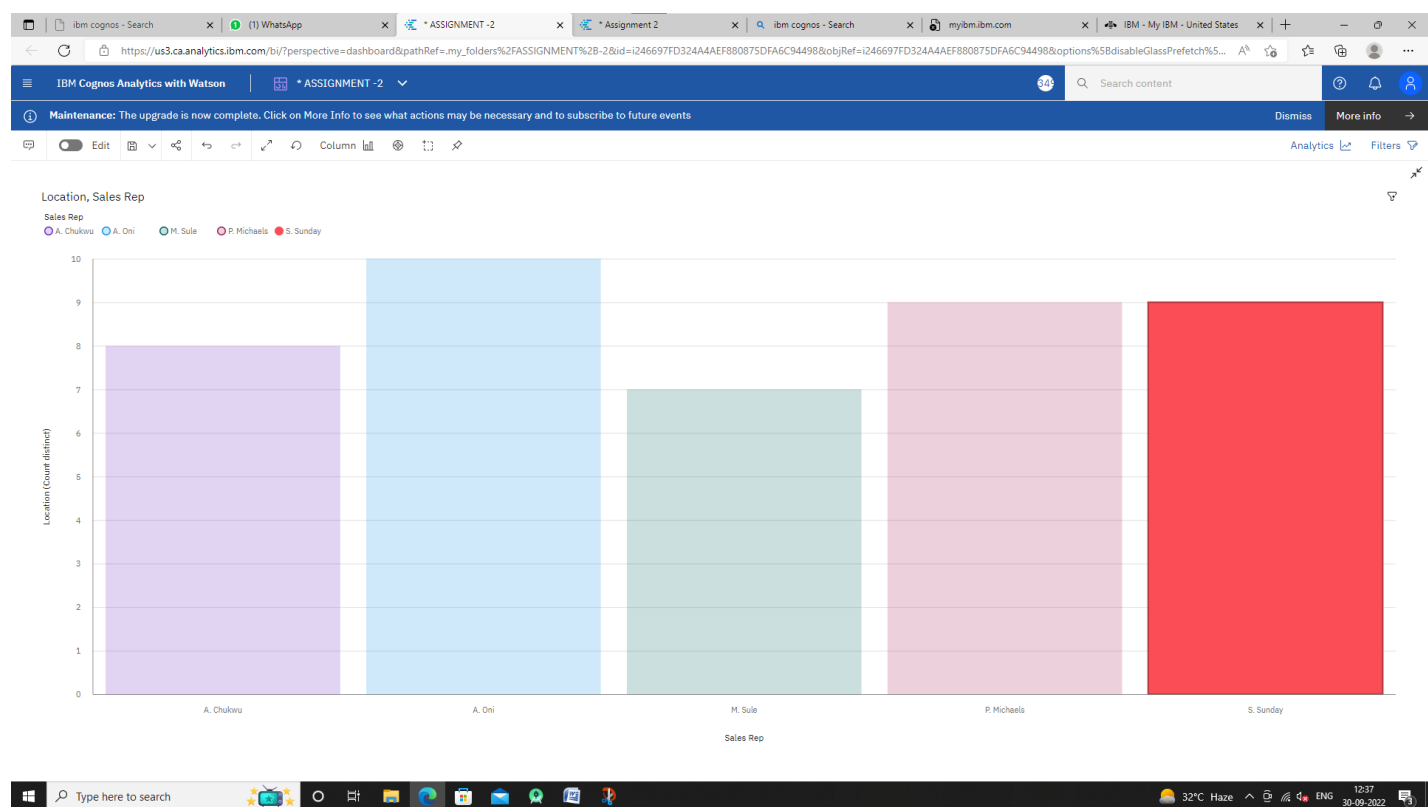 ibm cognos - Search
(1) WhatsApp
* ASSIGNMENT -2
* Assignment 2
ibm cognos - Search
myibm.ibm.com
IBM - My IBM - United States
https://us3.ca.analytics.ibm.com/bi/?perspective=dashboard&pathRef=.my_folders%2FASSIGNMENT%2B-2&id=i246697FD324A4AEF880875DFA6C94498&objRef=i246697FD324A4AEF880875DFA6C94498&options%5BdisableGlassPrefetch%5...
IBM Cognos Analytics with Watson
* ASSIGNMENT -2
Search content
Maintenance: The upgrade is now complete. Click on More Info to see what actions may be necessary and to subscribe to future events
Dismiss
More info
Edit
Column
Analytics
Filters
Location, Sales Rep
Sales Rep
A. Chukwu A. Oni M. Sule P. Michaels S. Sunday
10
9
8
7
6
5
4
3
2
1
0
Location (Count distinct)
A. Chukwu A. Oni M. Sule P. Michaels S. Sunday
Sales Rep
Type here to search
32°C Haze
ENG
12:37
30-09-2022